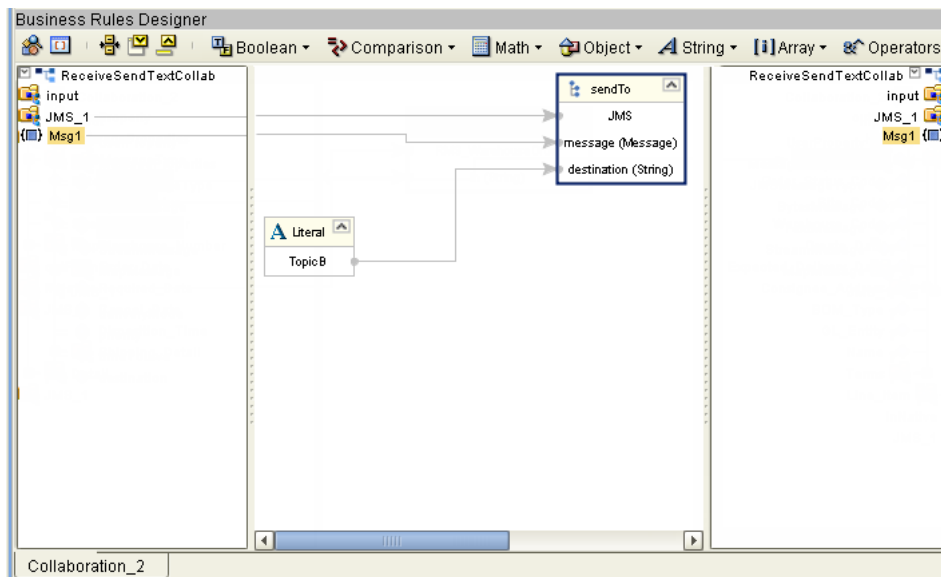 Business Rules Designer
Boolean Comparison Math Object String Array Operators
ReceiveSendTextCollab
input
JMS_1
Msg1
sendTo
JMS
message (Message)
destination (String)
Literal
TopicB
ReceiveSendTextCollab
input
JMS_1
Msg1
Collaboration_2